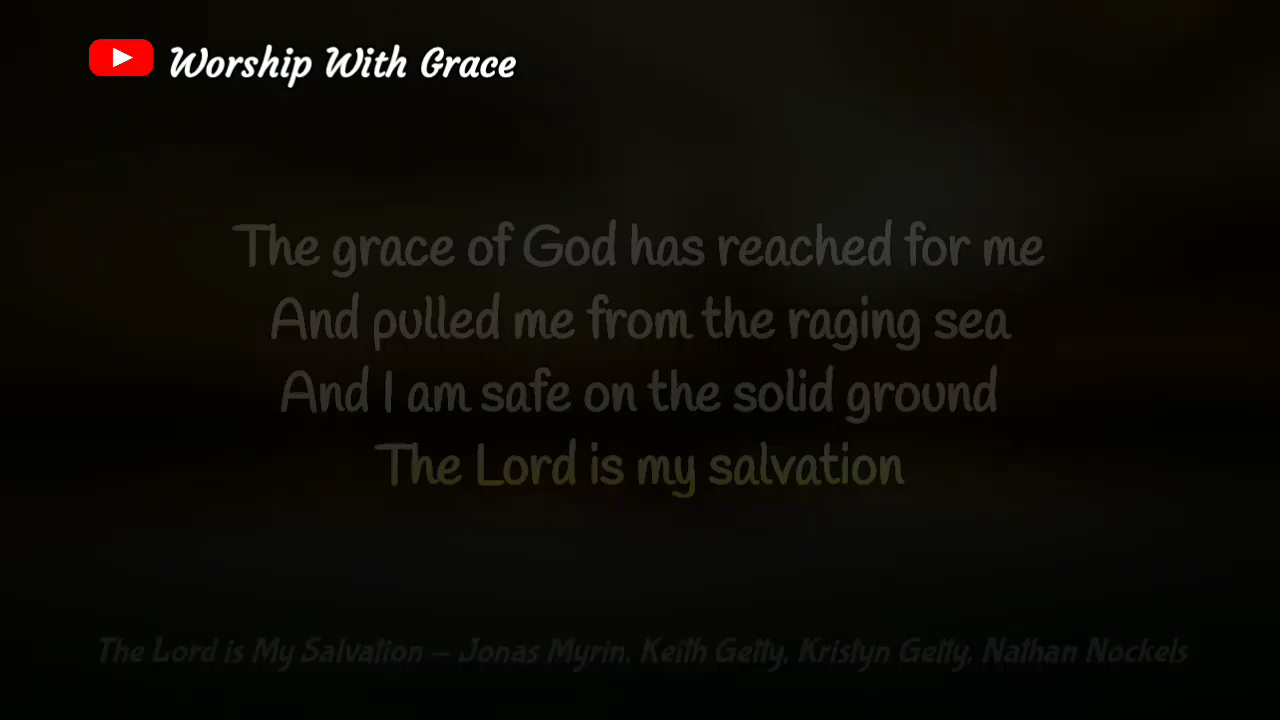 Worship With Grace
The grace of God has reached for me
And pulled me from the raging sea
And I am safe on the solid ground
The Lord is my salvation
The Lord is My Salvation – Jonas Myrin, Keith Getty, Kristyn Getty, Nathan Nockels